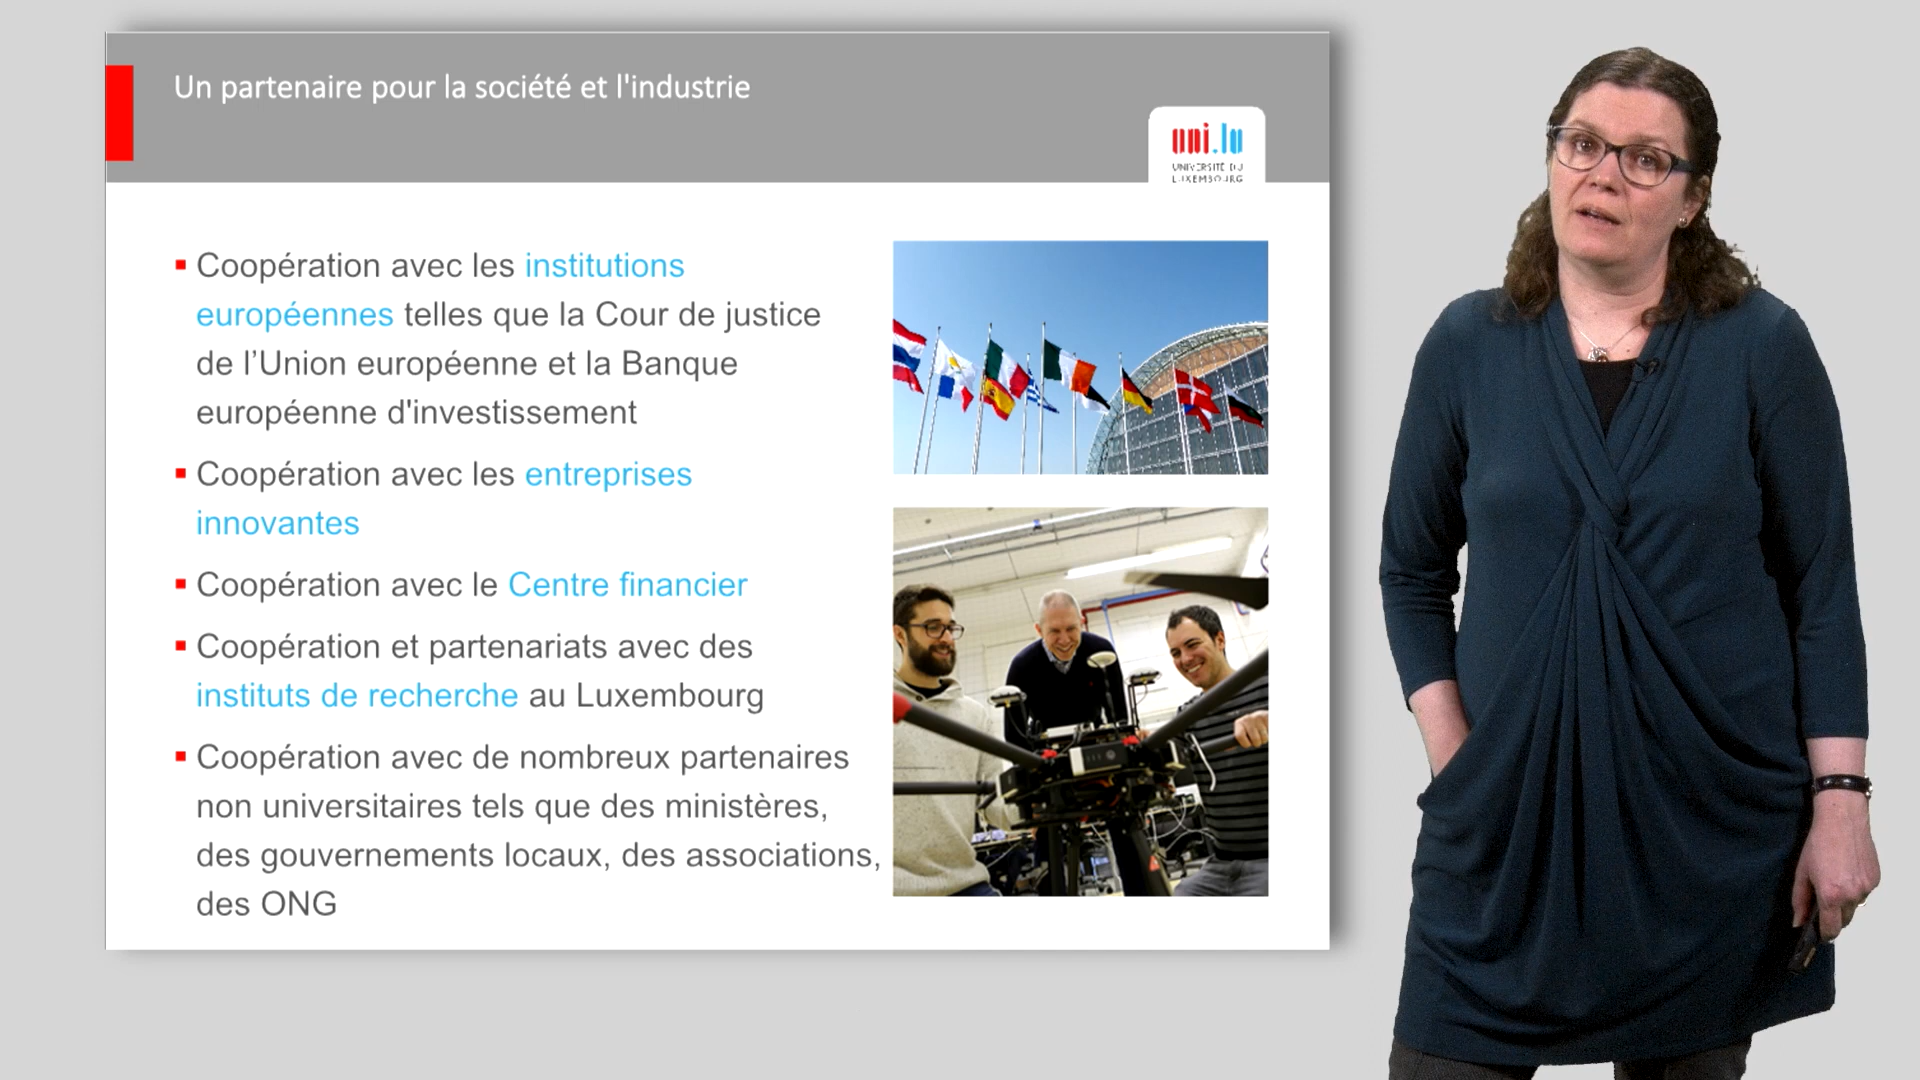 Un partenaire pour la société et l'industrie
uni.lu
UNIVERSITÉ DU
LUXEMBOURG
▪ Coopération avec les institutions
européennes telles que la Cour de justice
de l’Union européenne et la Banque
européenne d'investissement
▪ Coopération avec les entreprises
innovantes
▪ Coopération avec le Centre financier
▪ Coopération et partenariats avec des
instituts de recherche au Luxembourg
▪ Coopération avec de nombreux partenaires
non universitaires tels que des ministères,
des gouvernements locaux, des associations,
des ONG